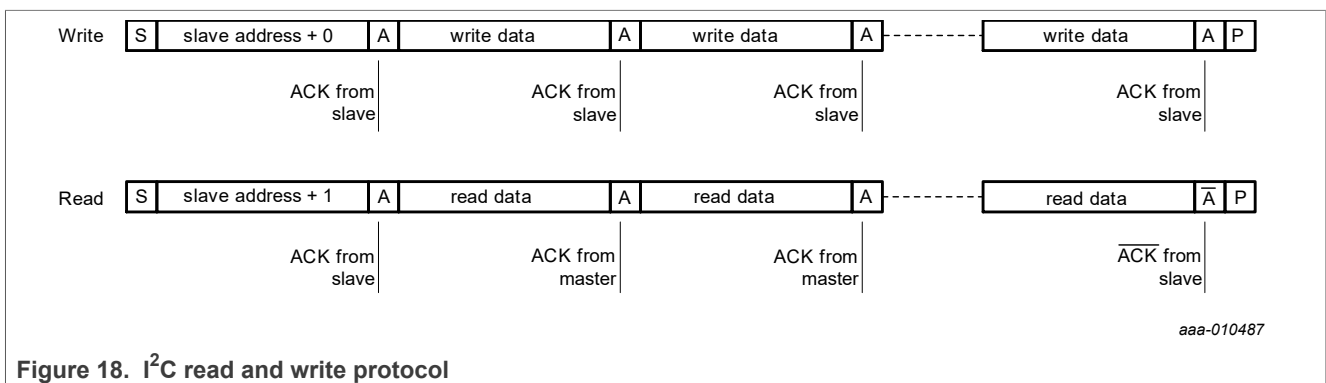 Write S slave address + 0 A write data A write data A write data A P
ACK from slave ACK from slave ACK from slave ACK from slave
Read S slave address + 1 A read data A read data A read data A̅ P
ACK from slave ACK from master ACK from master A̅C̅K̅ from slave
aaa-010487
Figure 18. I²C read and write protocol